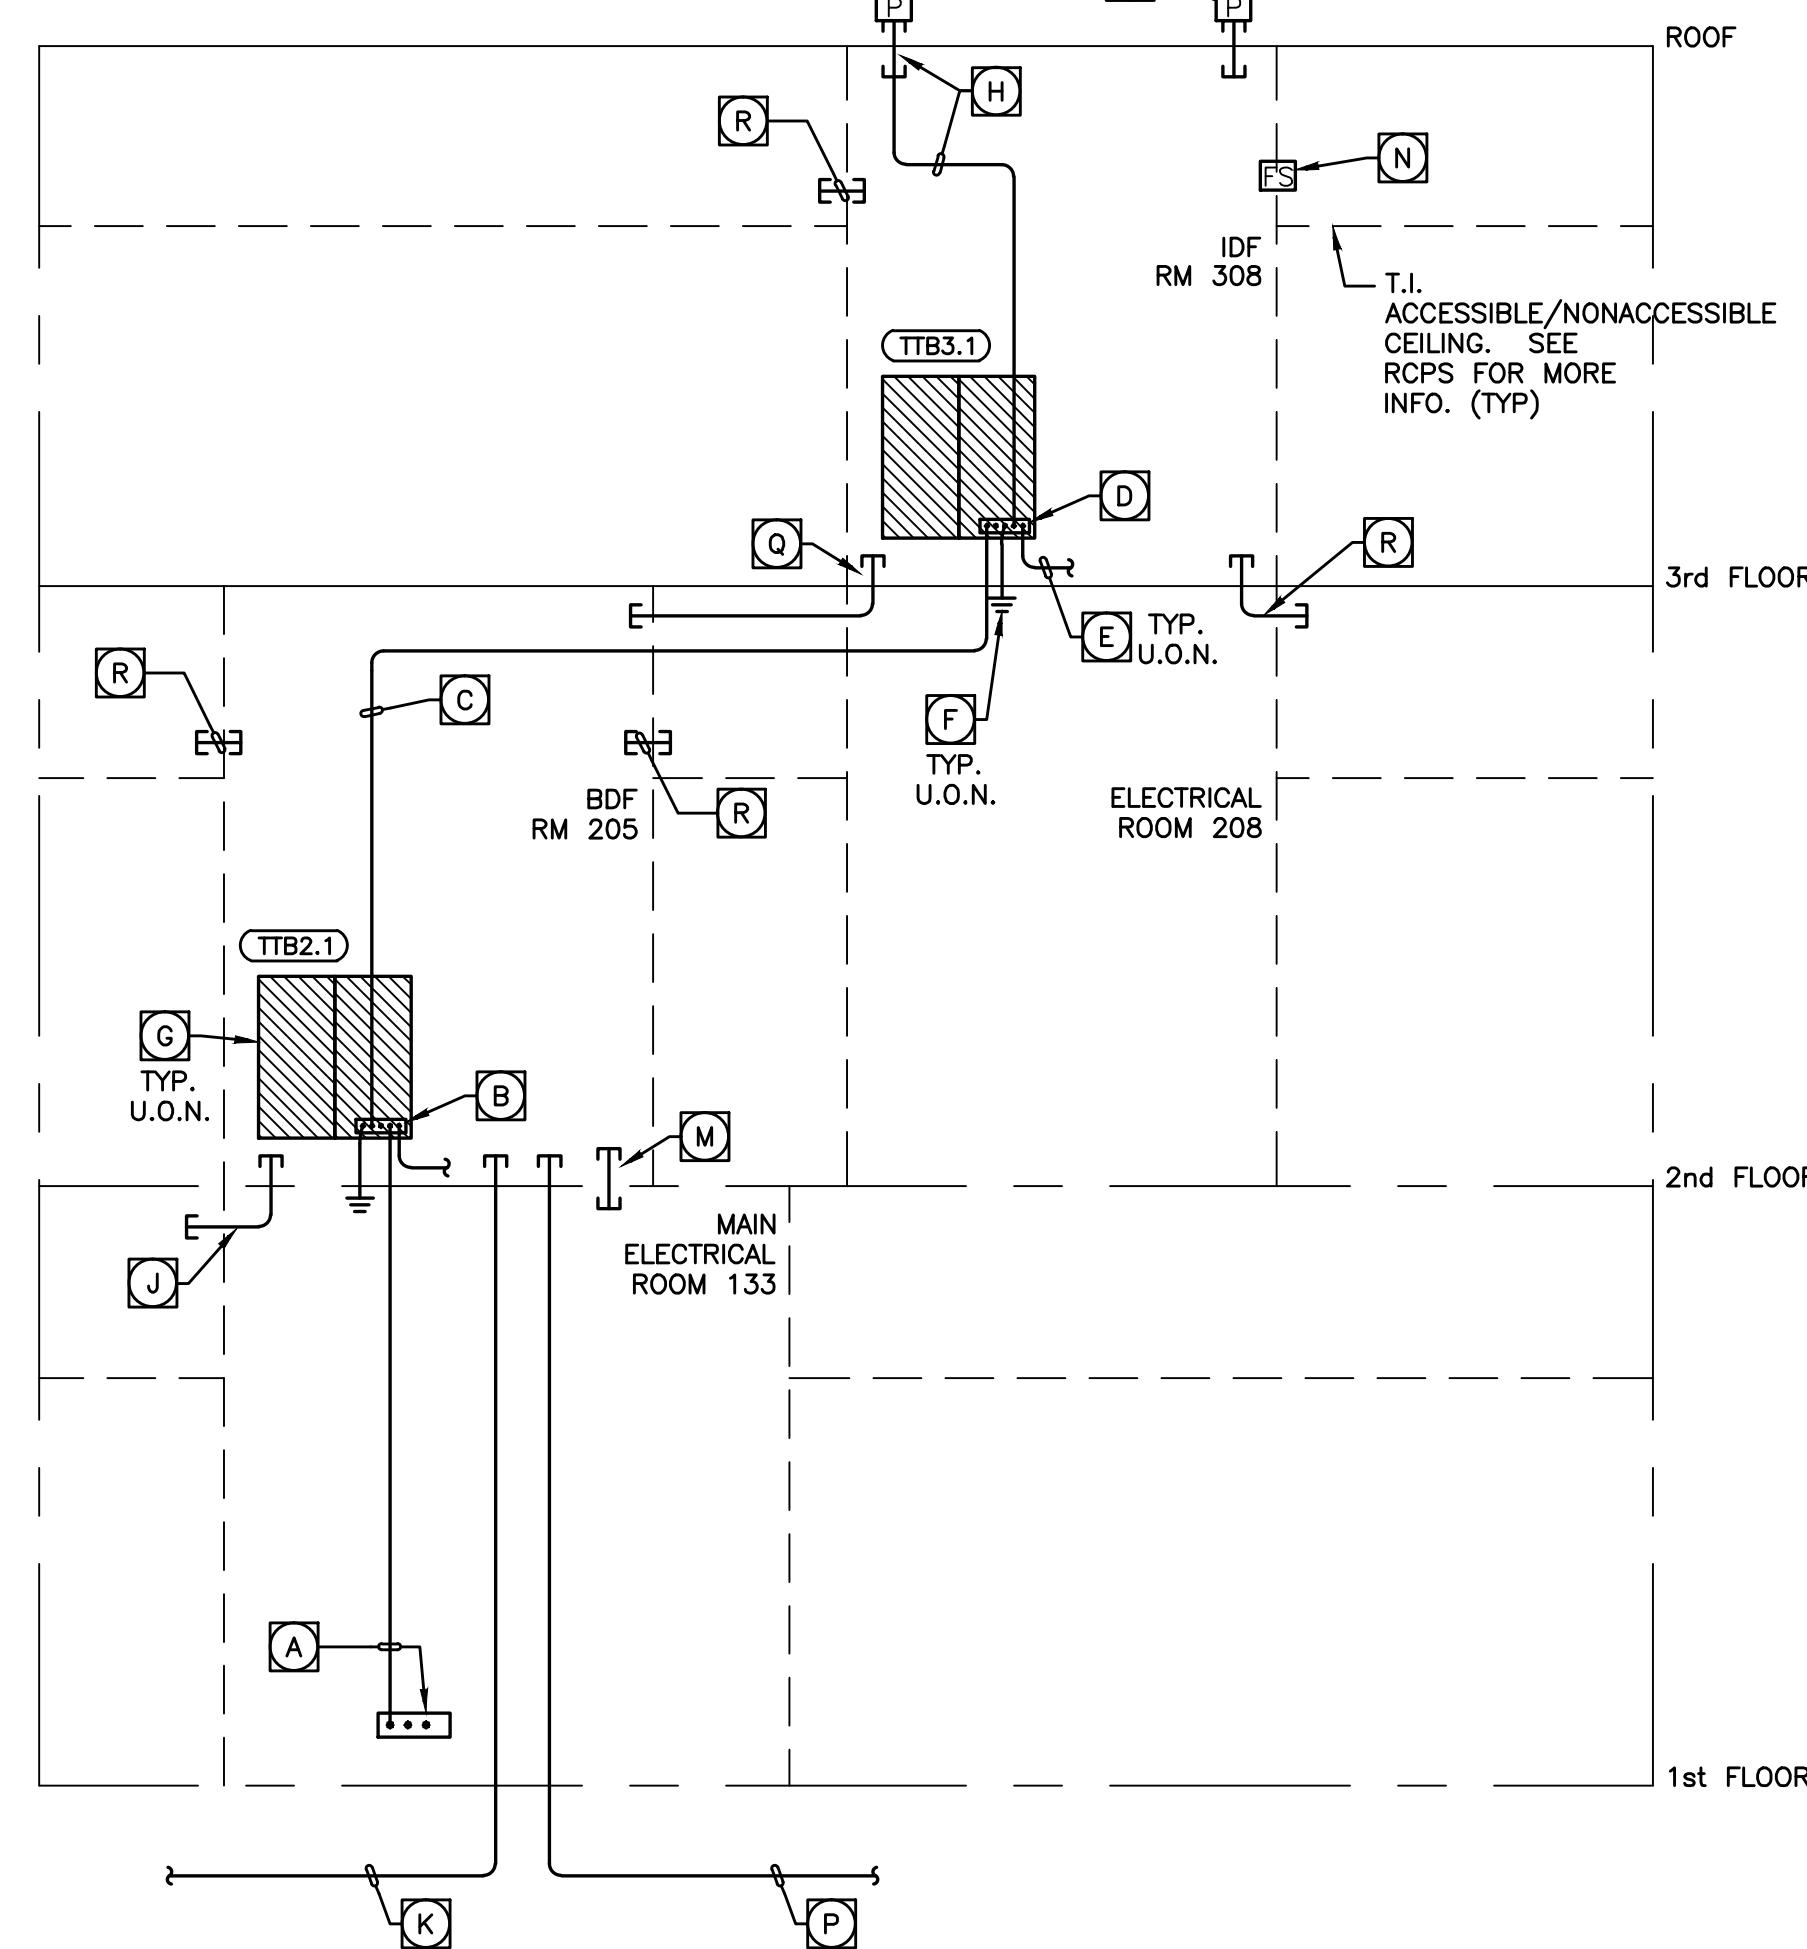 P
P
ROOF
H
R
N
FS
IDF
RM 308
T.I.
ACCESSIBLE/NONACCESSIBLE
CEILING. SEE
RCPS FOR MORE
INFO. (TYP)
TTB3.1
D
Q
R
3rd FLOOR
E
TYP.
U.O.N.
R
C
F
TYP.
U.O.N.
BDF
RM 205
R
ELECTRICAL
ROOM 208
TTB2.1
G
TYP.
U.O.N.
B
M
2nd FLOOR
MAIN
ELECTRICAL
ROOM 133
J
A
1st FLOOR
K
P